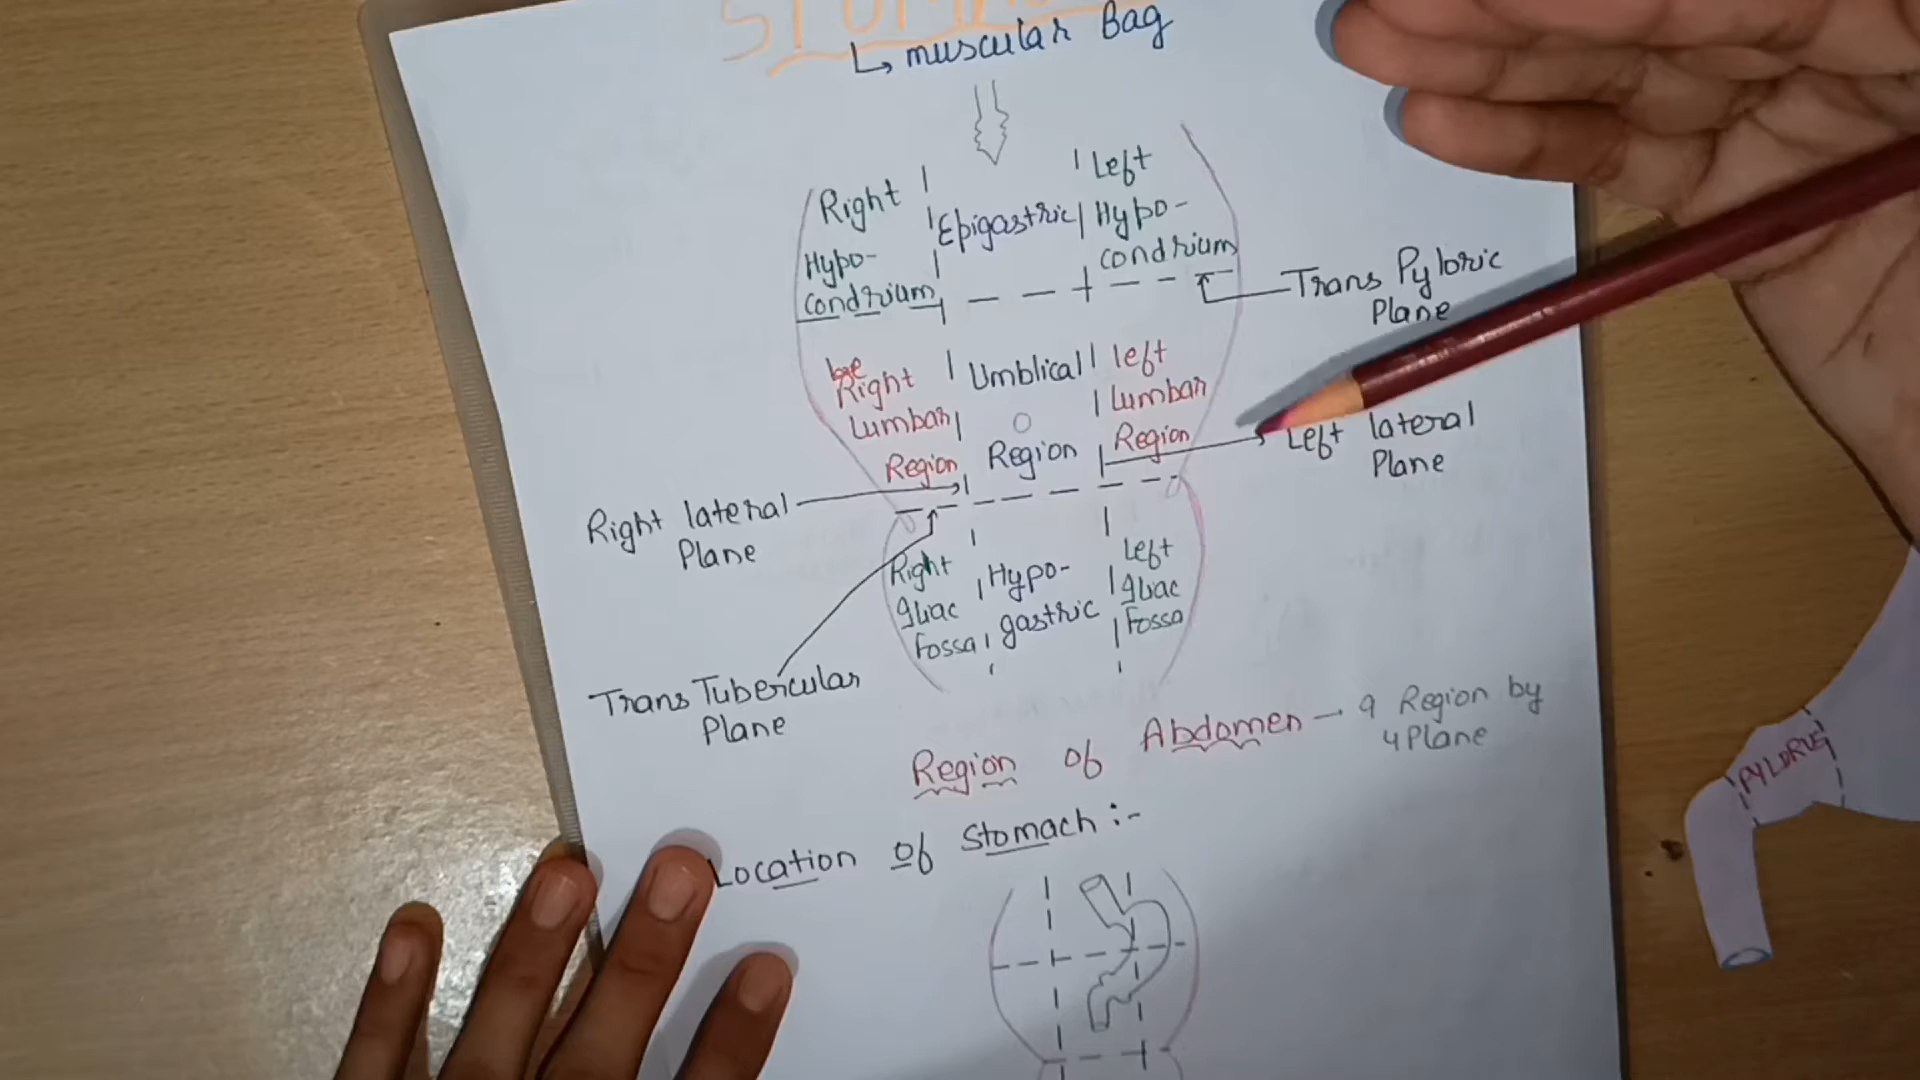 STOMA
↳ muscular Bag
Right
Hypo-
condrium
Epigastric
Left
Hypo-
condrium
Trans Pyloric
Plane
Right
Lumbar
Region
Umblical
Region
left
Lumbar
Region
Left lateral
Plane
Right lateral
Plane
Right
Iliac
Fossa
Hypo-
gastric
Left
Iliac
Fossa
Trans Tubercular
Plane
Region of Abdomen → 9 Region by
4 Plane
Location of Stomach :-
PYLORUS